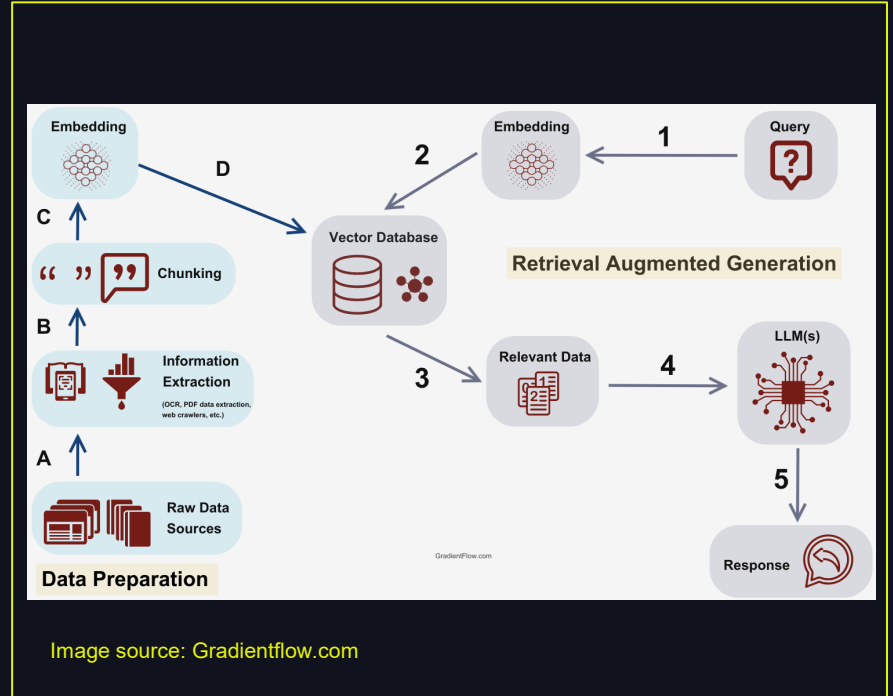 Embedding
D
2
Embedding
1
Query
?
C
Vector Database
“ ” ” Chunking
Retrieval Augmented Generation
B
Information
Extraction
(OCR, PDF data extraction,
web crawlers, etc.)
3
Relevant Data
1
2
4
LLM(s)
A
Raw Data
Sources
5
GradientFlow.com
Response
Data Preparation
Image source: Gradientflow.com